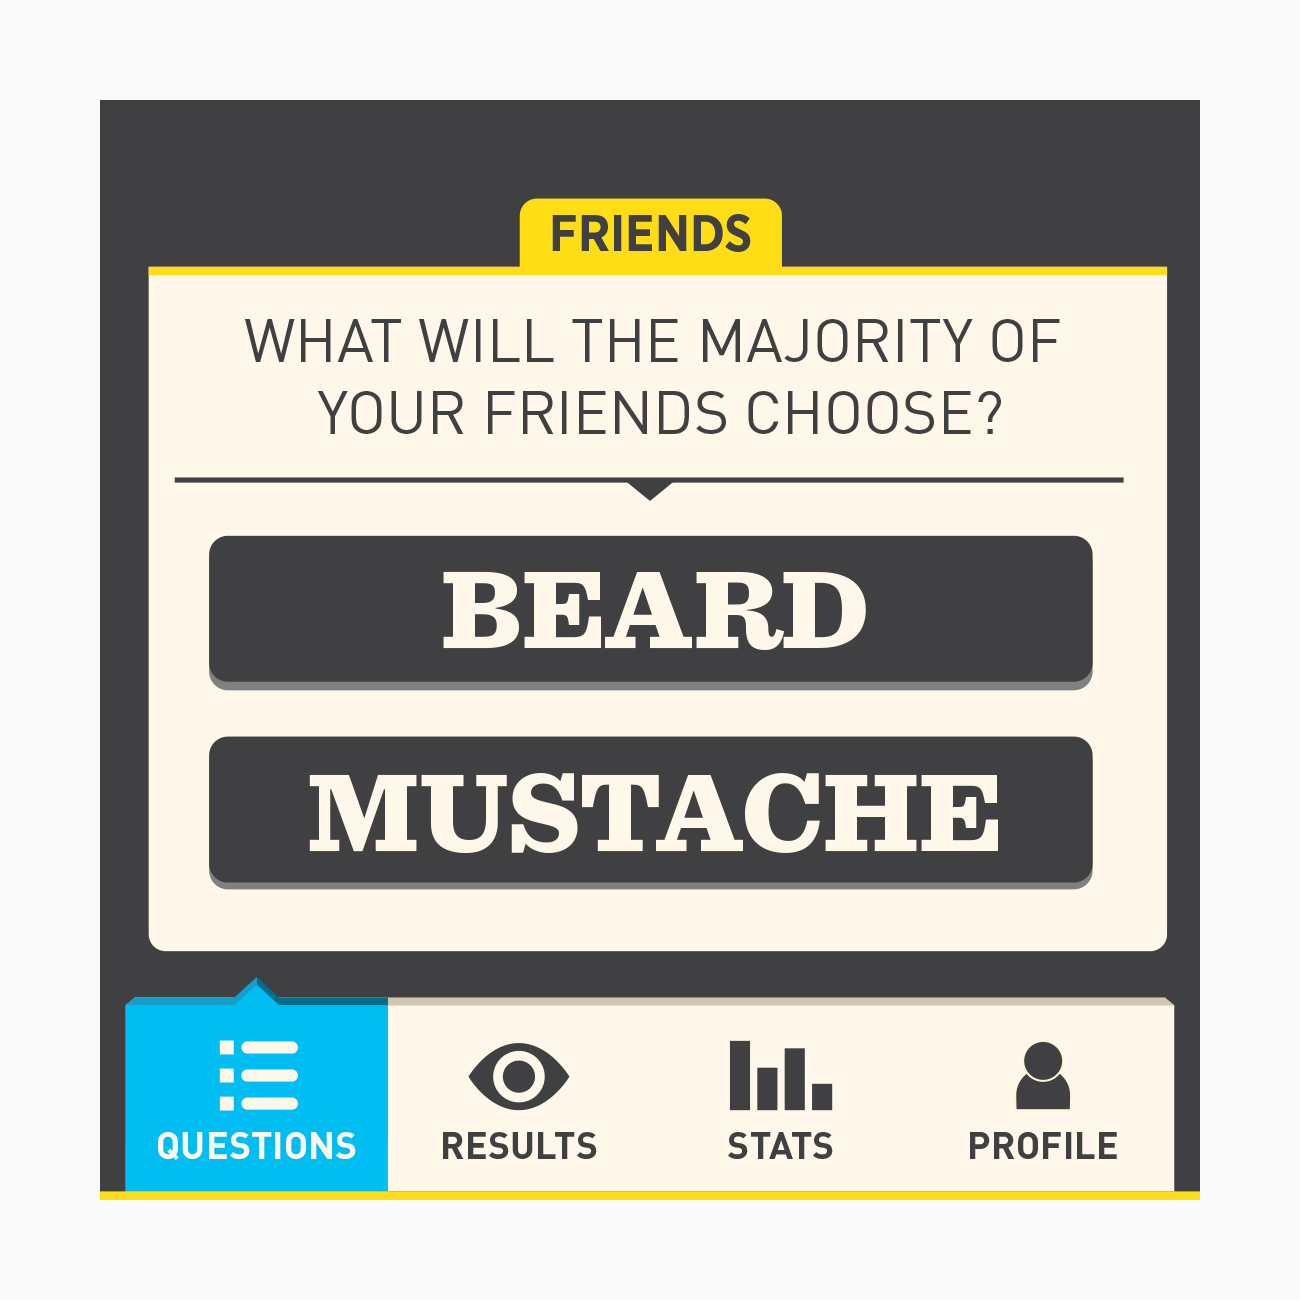 FRIENDS
WHAT WILL THE MAJORITY OF
YOUR FRIENDS CHOOSE?
BEARD
MUSTACHE
QUESTIONS
RESULTS
STATS
PROFILE